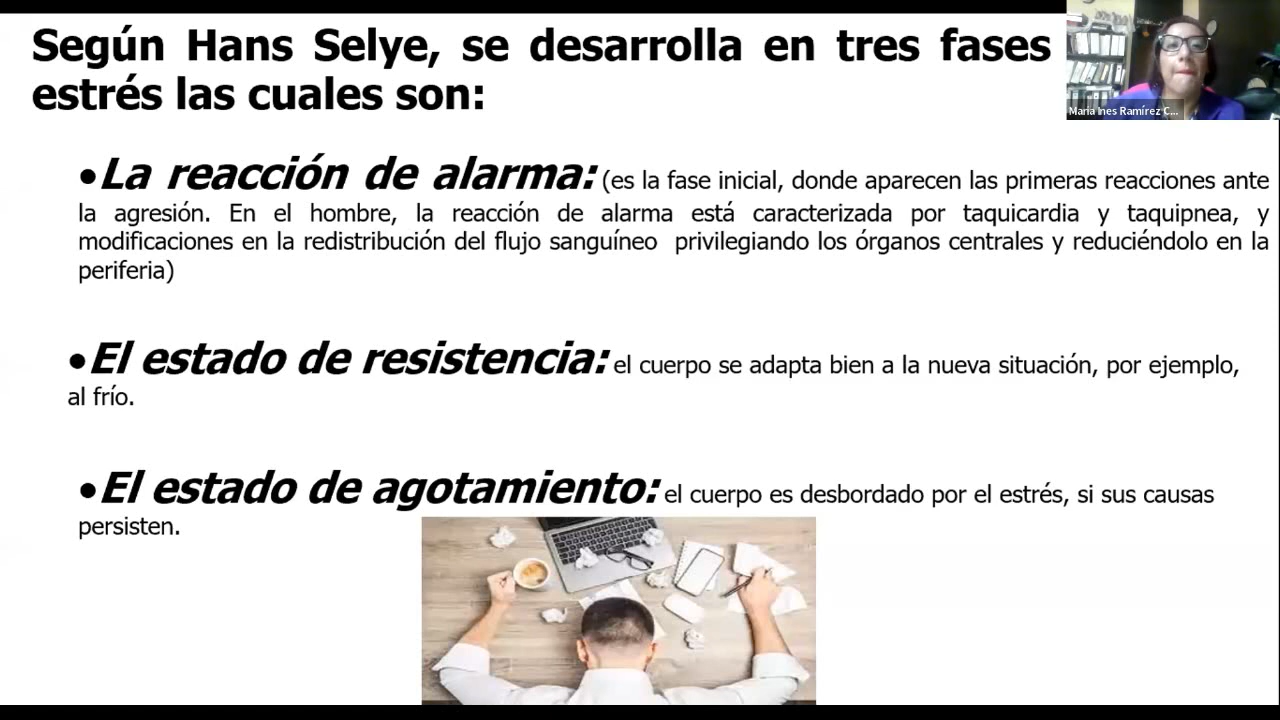 Según Hans Selye, se desarrolla en tres fases
estrés las cuales son:
Maria Ines Ramírez C...
•La reacción de alarma: (es la fase inicial, donde aparecen las primeras reacciones ante
la agresión. En el hombre, la reacción de alarma está caracterizada por taquicardia y taquipnea, y
modificaciones en la redistribución del flujo sanguíneo privilegiando los órganos centrales y reduciéndolo en la
periferia)
•El estado de resistencia: el cuerpo se adapta bien a la nueva situación, por ejemplo,
al frío.
•El estado de agotamiento: el cuerpo es desbordado por el estrés, si sus causas
persisten.